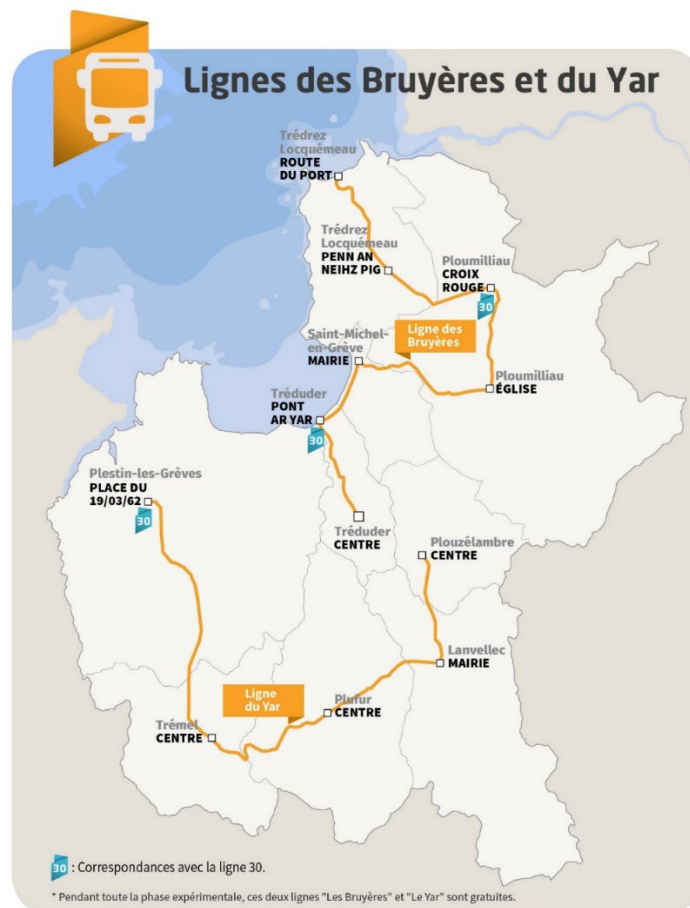 Lignes des Bruyères et du Yar
Trédrez
Locquémeau
ROUTE
DU PORT
Trédrez
Locquémeau
PENN AN
NEIHZ PIG
Ploumilliau
CROIX
ROUGE
30
Saint-Michel-
en-Grève
MAIRIE
Ligne des
Bruyères
Ploumilliau
ÉGLISE
Tréduder
PONT
AR YAR
30
Plestin-les-Grèves
PLACE DU
19/03/62
30
Tréduder
CENTRE
Plouzélambre
CENTRE
Lanvellec
MAIRIE
Ligne
du Yar
Plufur
CENTRE
Trémel
CENTRE
30 : Correspondances avec la ligne 30.
* Pendant toute la phase expérimentale, ces deux lignes "Les Bruyères" et "Le Yar" sont gratuites.